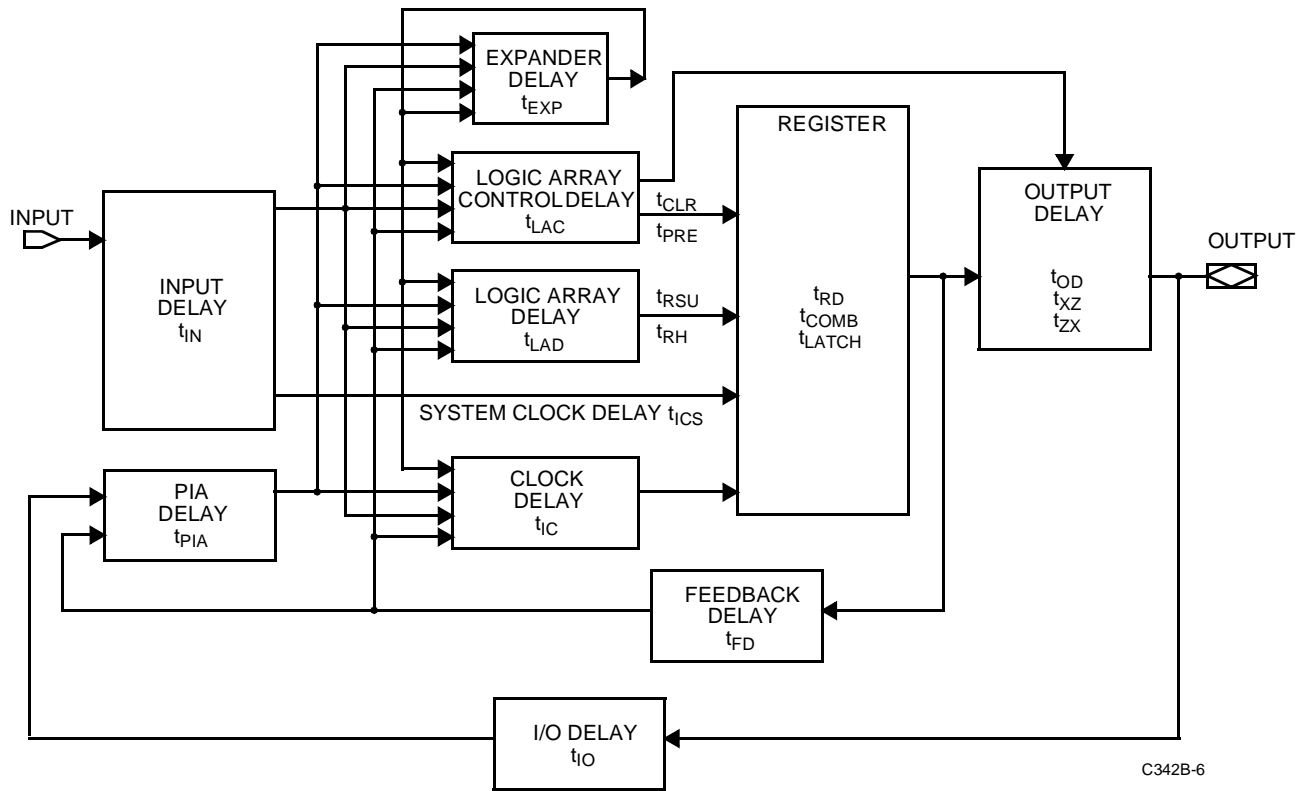 EXPANDER
DELAY
tEXP
REGISTER
LOGIC ARRAY
CONTROLDELAY
tLAC
tCLR
tPRE
OUTPUT
DELAY
INPUT
OUTPUT
INPUT
DELAY
tIN
LOGIC ARRAY
DELAY
tLAD
tRSU
tRH
tRD
tCOMB
tLATCH
tOD
tXZ
tZX
SYSTEM CLOCK DELAY tICS
PIA
DELAY
tPIA
CLOCK
DELAY
tIC
FEEDBACK
DELAY
tFD
I/O DELAY
tIO
C342B-6